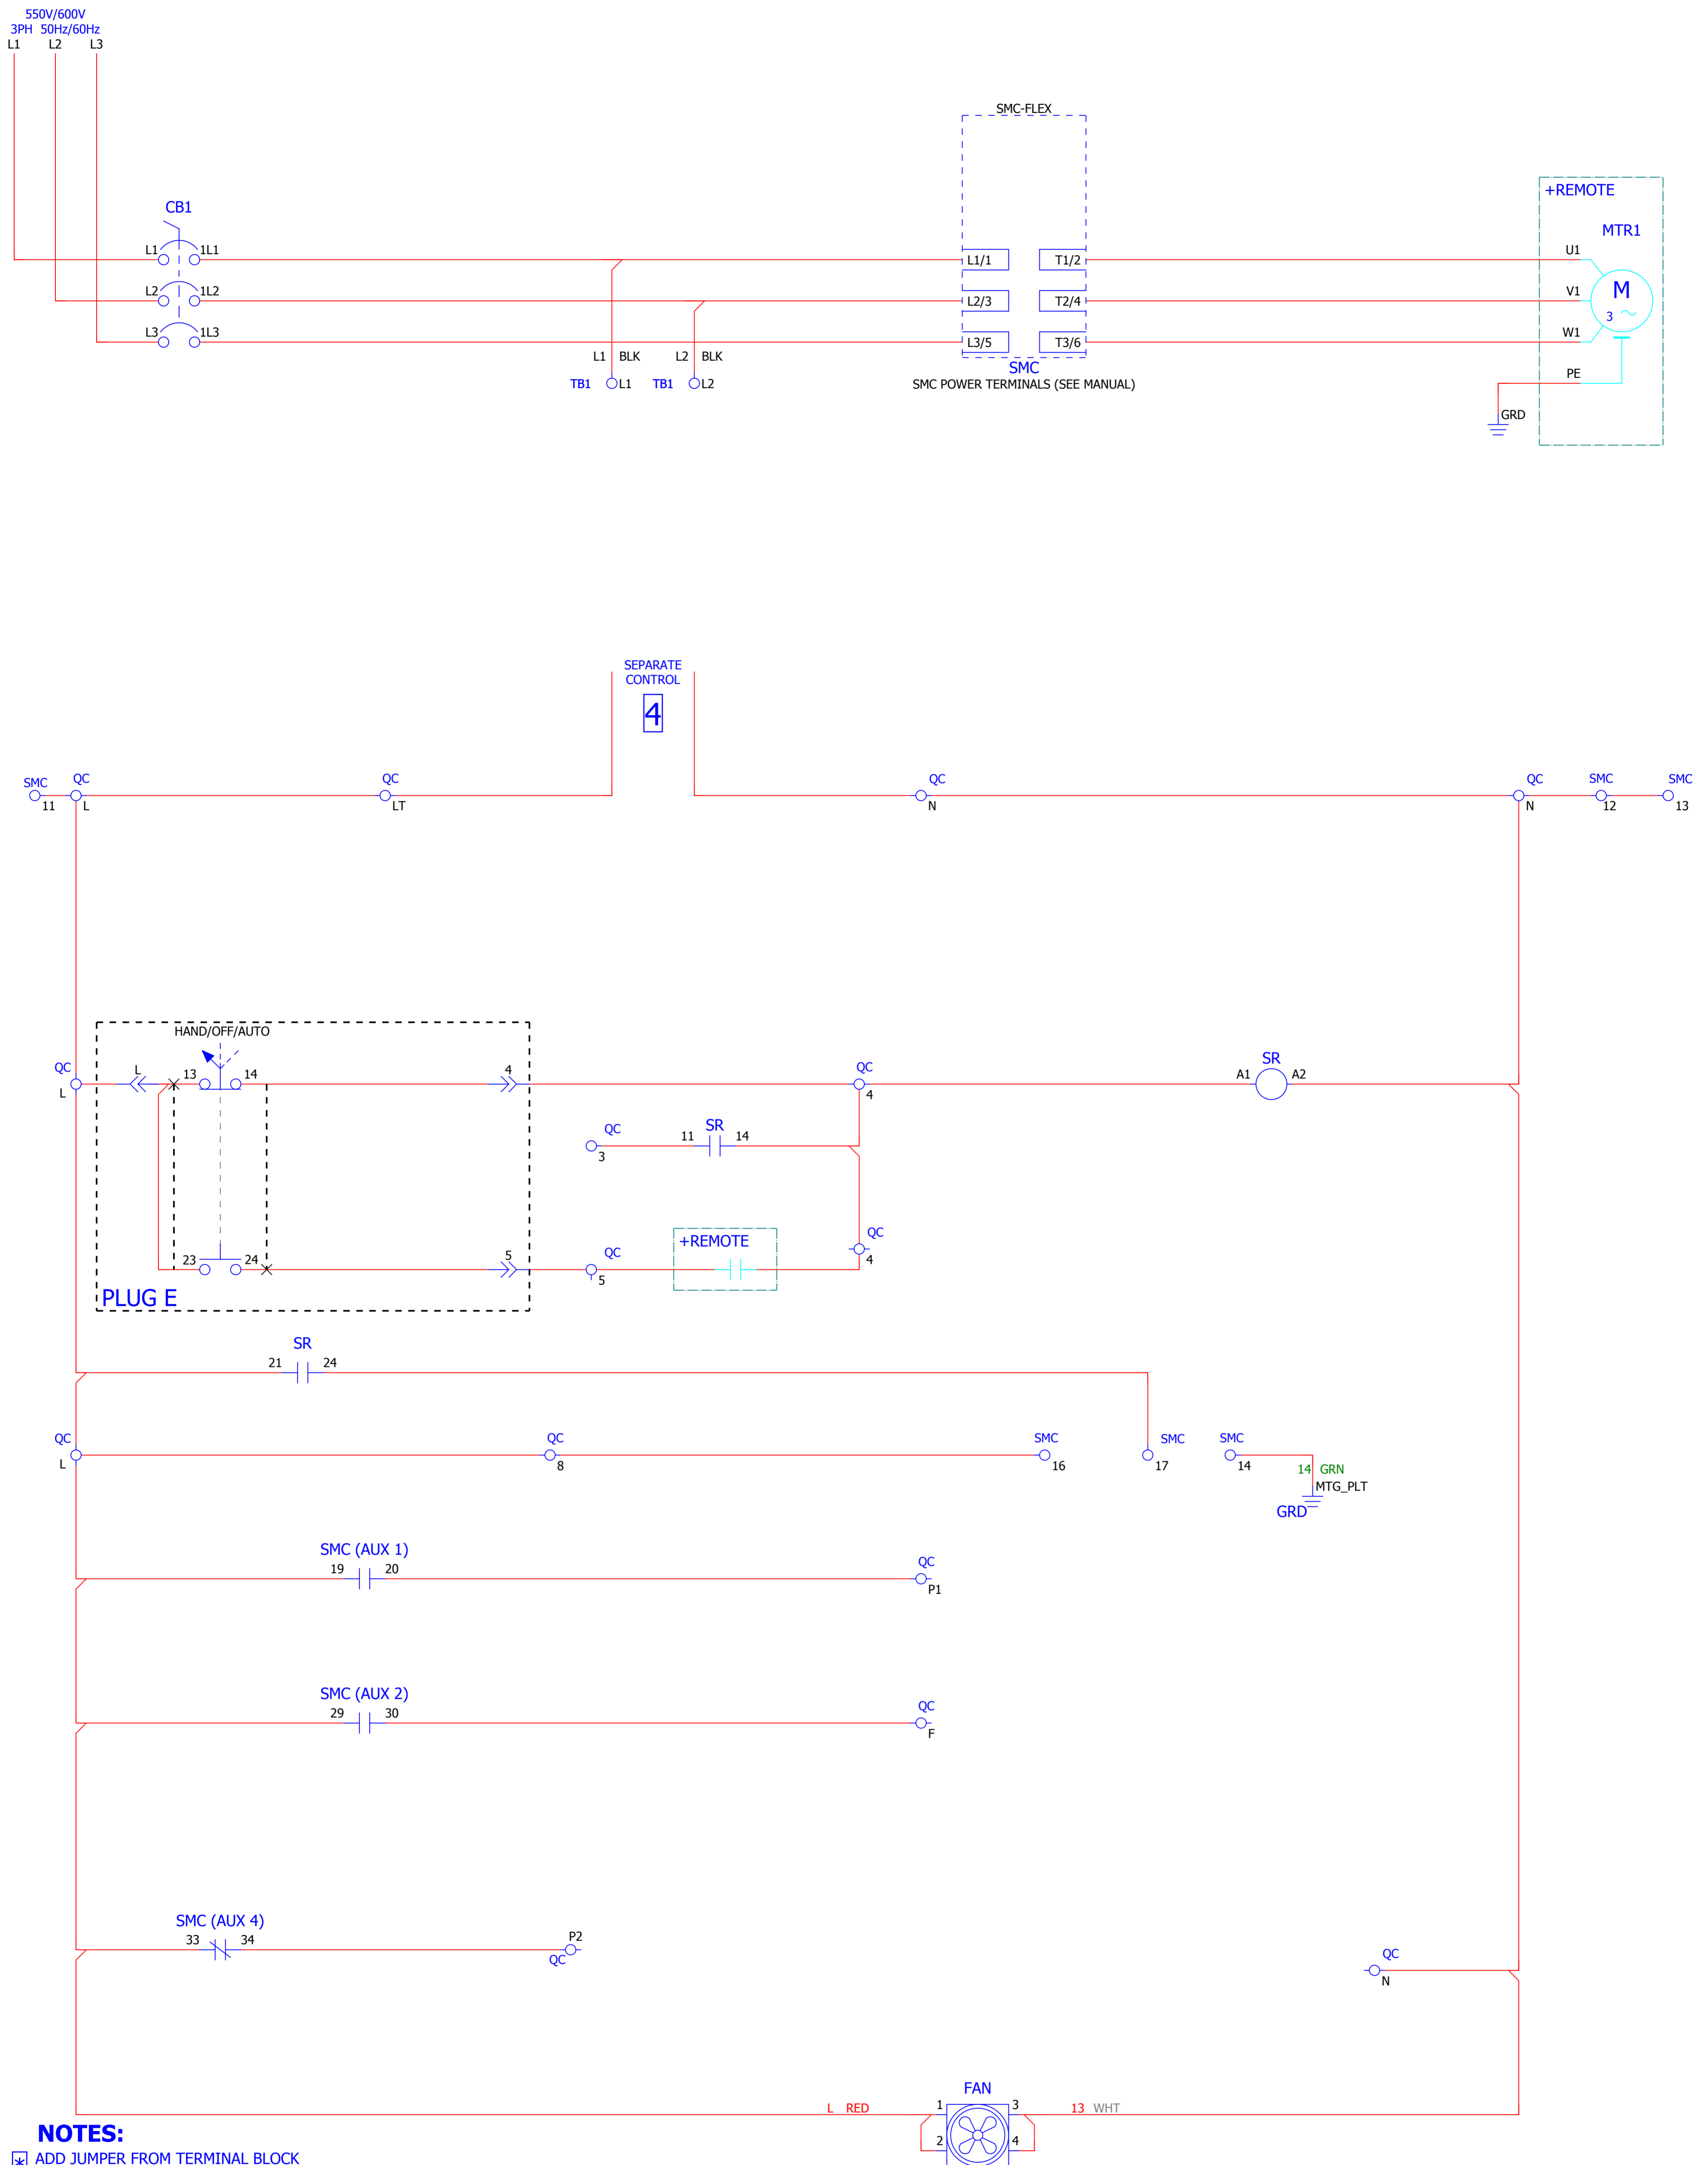 550V/600V
3PH 50Hz/60Hz
L1 L2 L3
SMC-FLEX
+REMOTE
CB1
MTR1
L1 1L1
L1/1 T1/2
U1
L2 1L2
L2/3 T2/4
V1
M
3
L3 1L3
L3/5 T3/6
W1
L1 BLK L2 BLK
SMC
PE
TB1 L1 TB1 L2
SMC POWER TERMINALS (SEE MANUAL)
GRD
SEPARATE
CONTROL
4
SMC QC QC QC QC SMC SMC
11 L LT N N 12 13
HAND/OFF/AUTO
QC L 13 14 4 QC A1 SR A2
L 4
QC 11 SR 14
3
QC
+REMOTE
23 24 5 QC 4
5
PLUG E
SR
21 24
QC QC SMC SMC SMC
L 8 16 17 14
14 GRN
MTG_PLT
GRD
SMC (AUX 1)
19 20 QC
P1
SMC (AUX 2)
29 30 QC
F
SMC (AUX 4)
33 34 P2
QC
QC
N
FAN
L RED 1 3 13 WHT
2 4
NOTES:
* ADD JUMPER FROM TERMINAL BLOCK